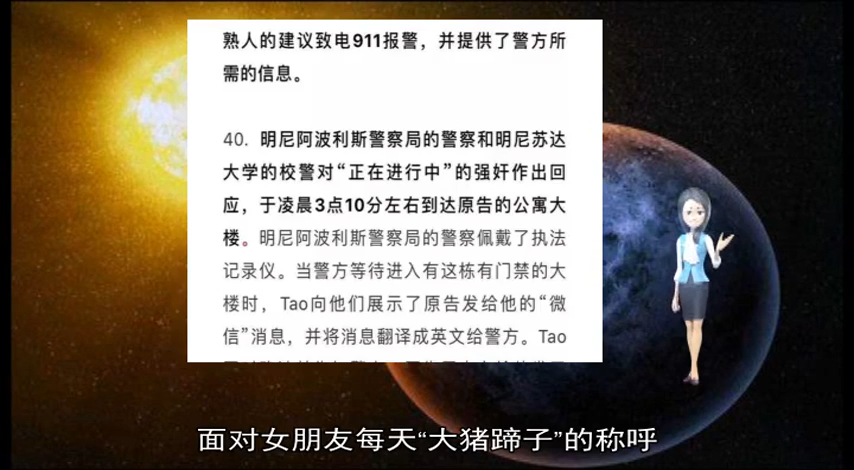 熟人的建议致电911报警，并提供了警方所
需的信息。
40. 明尼阿波利斯警察局的警察和明尼苏达
大学的校警对“正在进行中”的强奸作出回
应，于凌晨3点10分左右到达原告的公寓大
楼。明尼阿波利斯警察局的警察佩戴了执法
记录仪。当警方等待进入有这栋有门禁的大
楼时，Tao向他们展示了原告发给他的“微
信”消息，并将消息翻译成英文给警方。Tao
面对女朋友每天“大猪蹄子”的称呼